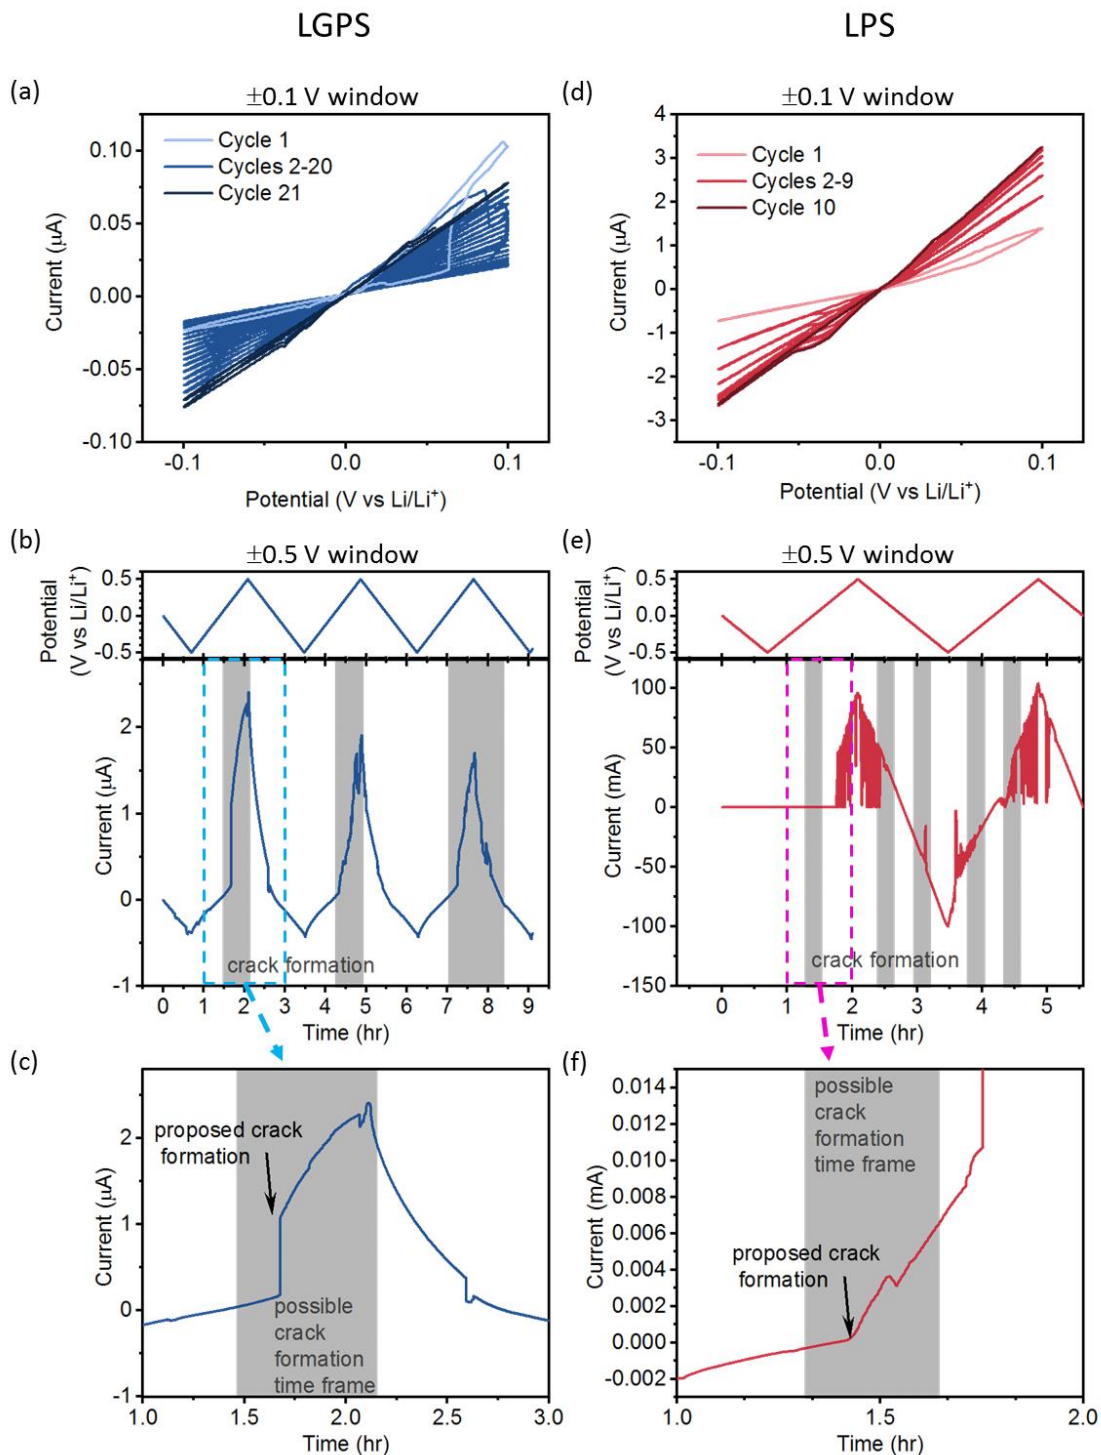 LGPS
LPS
(a)
±0.1 V window
Cycle 1
Cycles 2-20
Cycle 21
0.10
0.05
0.00
-0.05
-0.10
Current (μA)
-0.1
0.0
0.1
Potential (V vs Li/Li⁺)
(d)
±0.1 V window
Cycle 1
Cycles 2-9
Cycle 10
4
3
2
1
0
-1
-2
-3
Current (μA)
-0.1
0.0
0.1
Potential (V vs Li/Li⁺)
(b)
±0.5 V window
Potential
(V vs Li/Li⁺)
0.5
0.0
-0.5
2
1
0
-1
Current (μA)
crack formation
0 1 2 3 4 5 6 7 8 9
Time (hr)
(e)
±0.5 V window
Potential
(V vs Li/Li⁺)
0.5
0.0
-0.5
100
50
0
-50
-100
-150
Current (mA)
crack formation
0 1 2 3 4 5
Time (hr)
(c)
2
1
0
-1
Current (μA)
proposed crack
formation
possible
crack
formation
time frame
1.0 1.5 2.0 2.5 3.0
Time (hr)
(f)
0.014
0.012
0.010
0.008
0.006
0.004
0.002
0.000
-0.002
Current (mA)
possible
crack
formation
time frame
proposed crack
formation
1.0 1.5 2.0
Time (hr)